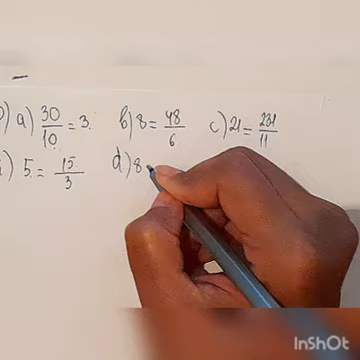 a) 30/10 = 3. b) 8 = 48/6 c) 21 = 231/11
) 5 = 15/3 d) 8
InShOt